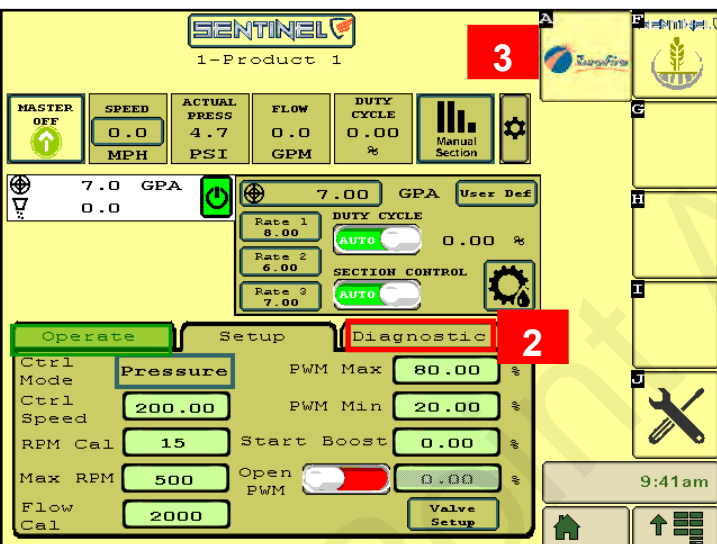 SENTINEL
1-Product 1
3
A
F
SENTINEL
SurePoint
MASTER OFF
SPEED
0.0
MPH
ACTUAL PRESS
4.7
PSI
FLOW
0.0
GPM
DUTY CYCLE
0.00
%
Manual Section
G
7.0 GPA
0.0
7.00 GPA
User Def
H
Rate 1
8.00
DUTY CYCLE
AUTO
0.00 %
Rate 2
6.00
SECTION CONTROL
AUTO
Rate 3
7.00
I
Operate
Setup
Diagnostic
2
Ctrl Mode
Pressure
PWM Max
80.00
%
J
Ctrl Speed
200.00
PWM Min
20.00
%
RPM Cal
15
Start Boost
0.00
%
Max RPM
500
Open PWM
0.00
%
9:41am
Flow Cal
2000
Valve Setup